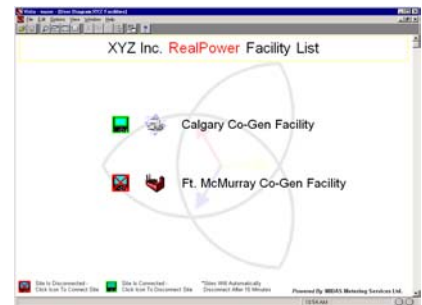 XYZ Inc. RealPower Facility List
Calgary Co-Gen Facility
Ft. McMurray Co-Gen Facility
Site Is Disconnected -
Click Icon To Connect Site
Site Is Connected -
Click Icon To Disconnect Site
*Sites Will Automatically
Disconnect After 15 Minutes
Powered By MIDAS Metering Services Ltd.